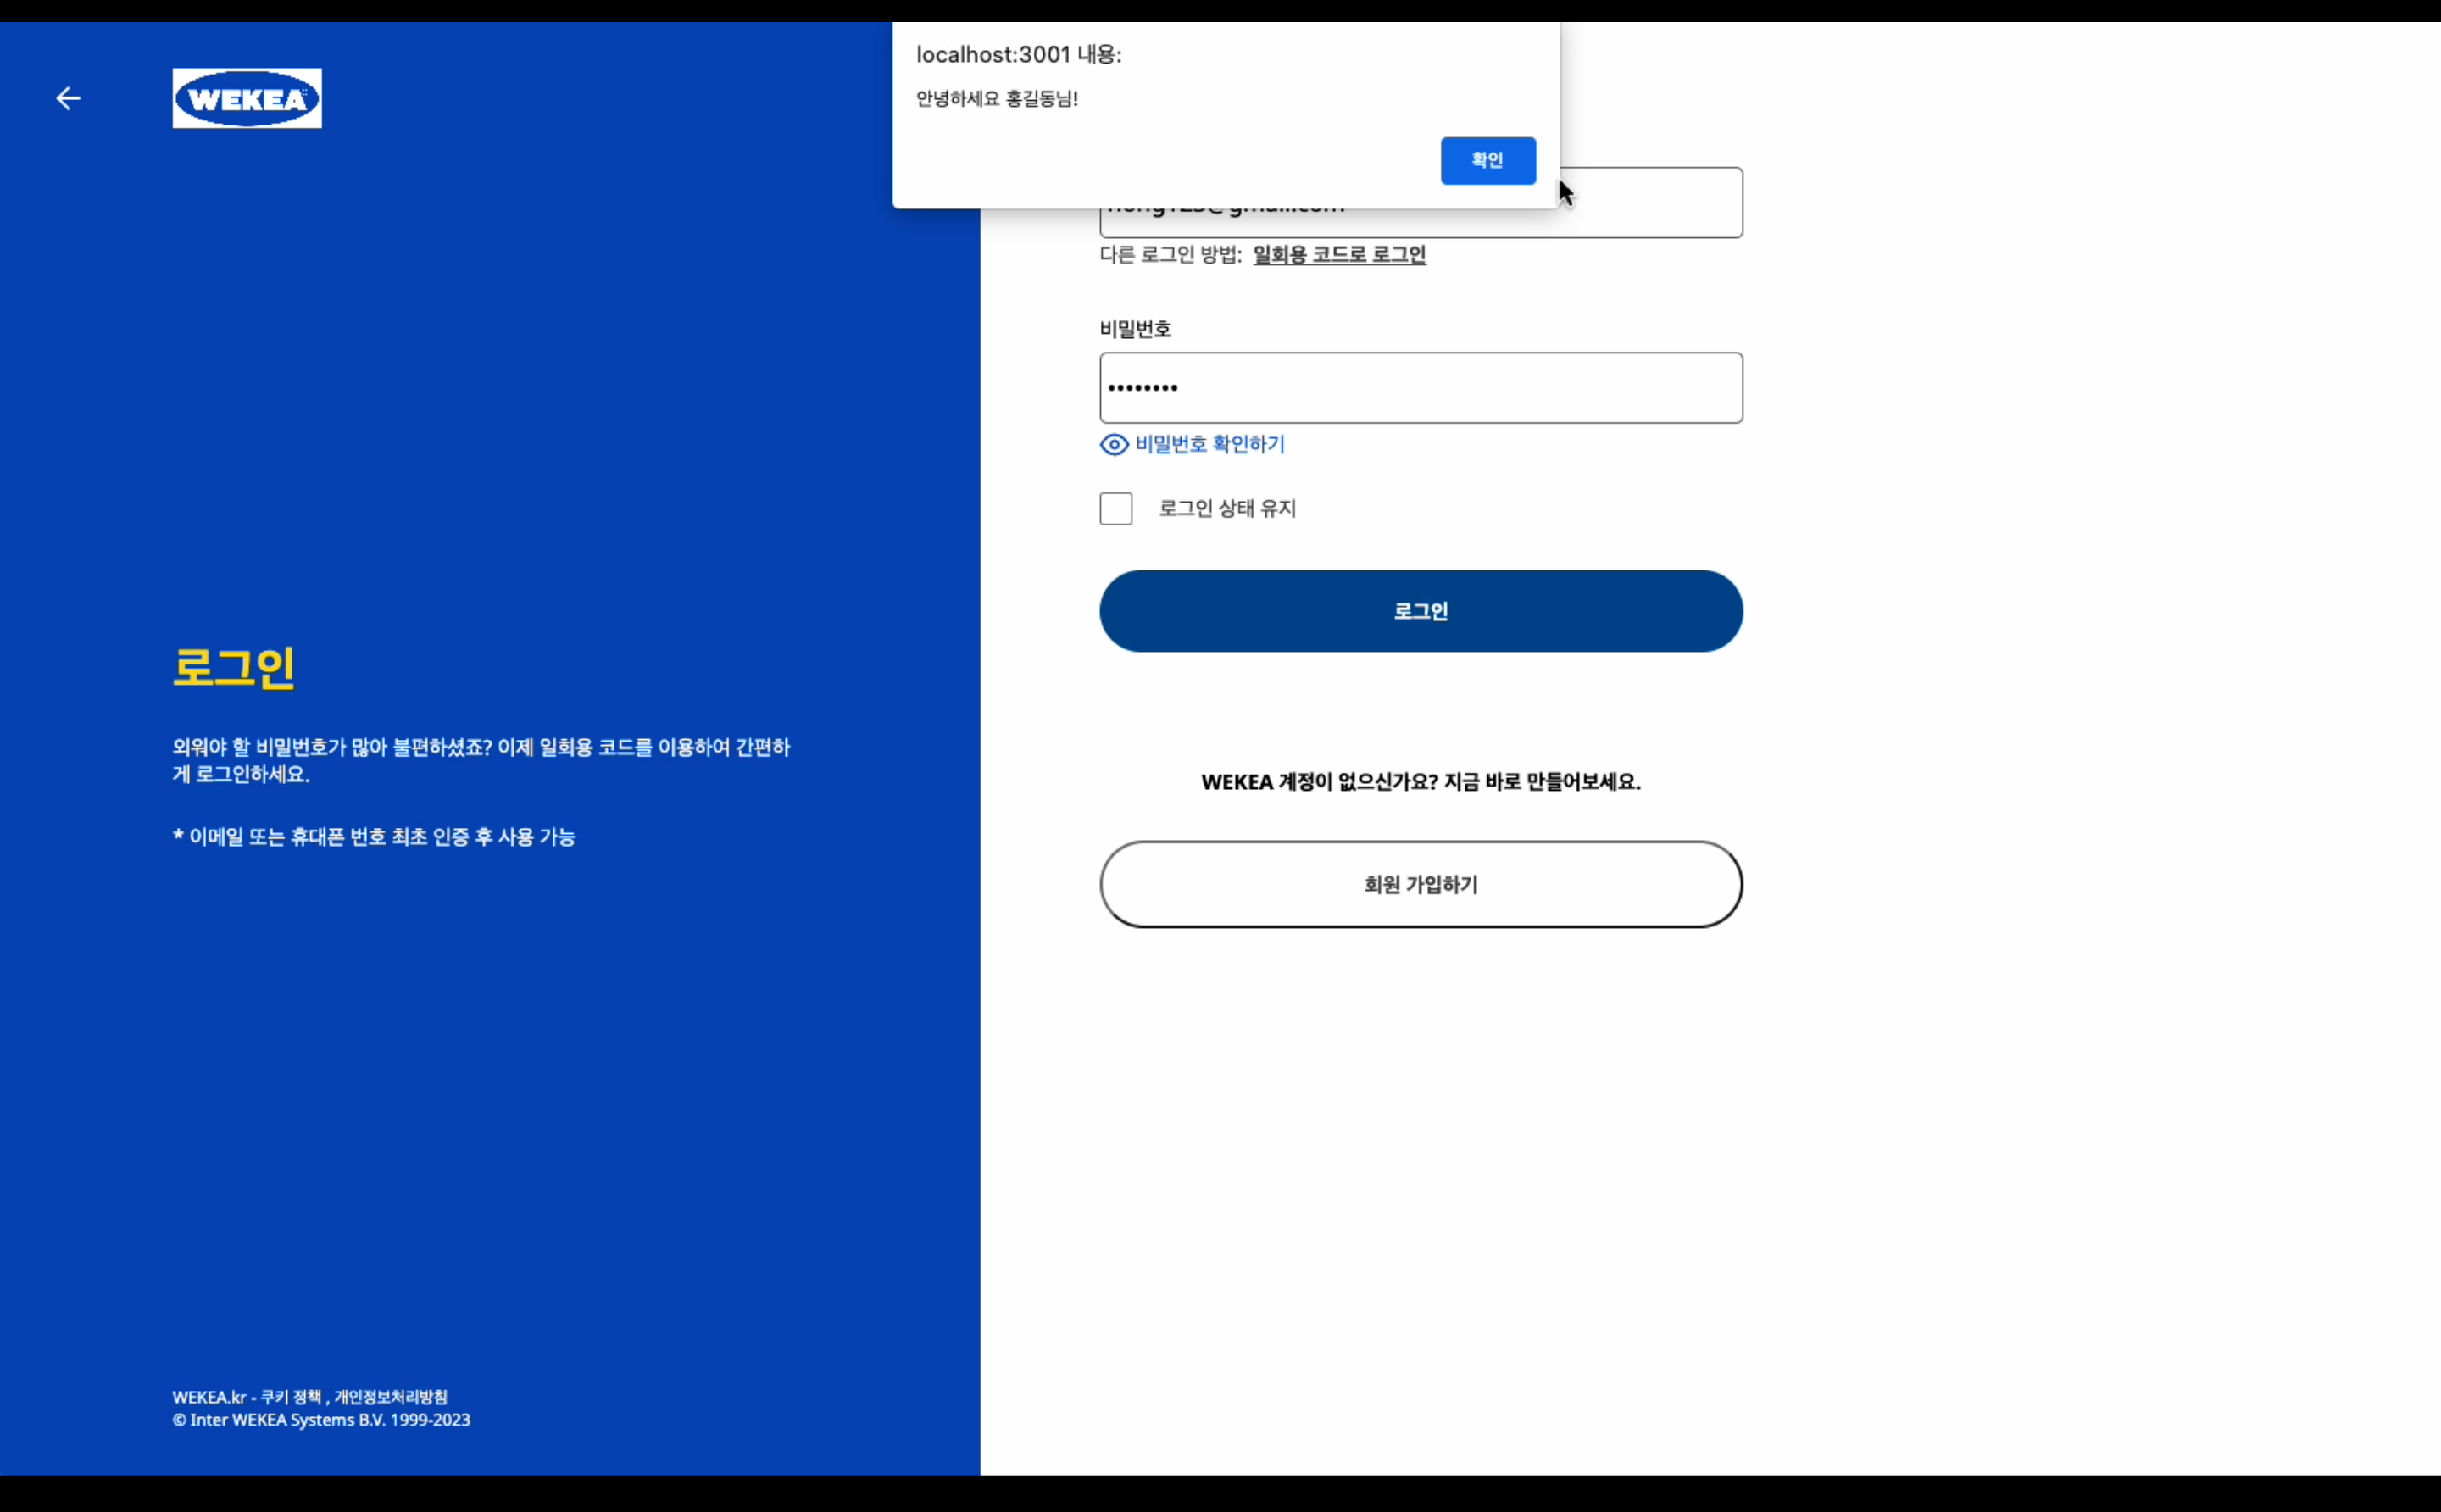 WEKEA
localhost:3001 내용:
안녕하세요 홍길동님!
확인
다른 로그인 방법: 일회용 코드로 로그인
비밀번호
••••••••
비밀번호 확인하기
로그인 상태 유지
로그인
WEKEA 계정이 없으신가요? 지금 바로 만들어보세요.
회원 가입하기
로그인
외워야 할 비밀번호가 많아 불편하셨죠? 이제 일회용 코드를 이용하여 간편하
게 로그인하세요.
* 이메일 또는 휴대폰 번호 최초 인증 후 사용 가능
WEKEA.kr - 쿠키 정책 , 개인정보처리방침
© Inter WEKEA Systems B.V. 1999-2023